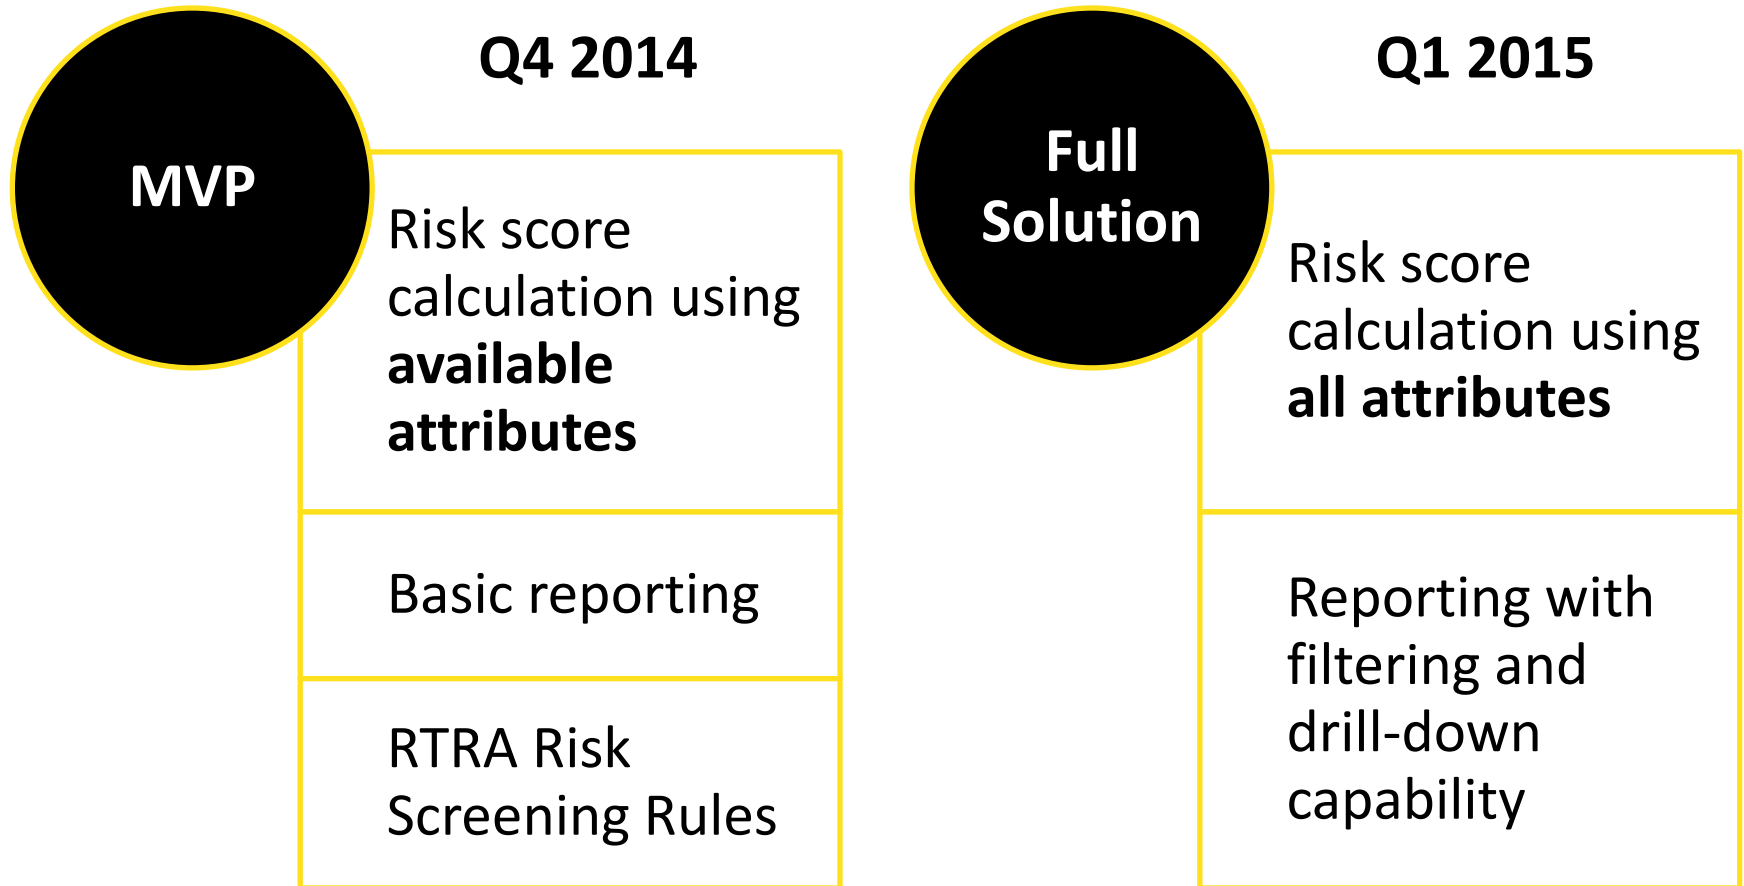 Q4 2014
MVP
Risk score
calculation using
available
attributes
Basic reporting
RTRA Risk
Screening Rules
Q1 2015
Full
Solution
Risk score
calculation using
all attributes
Reporting with
filtering and
drill-down
capability